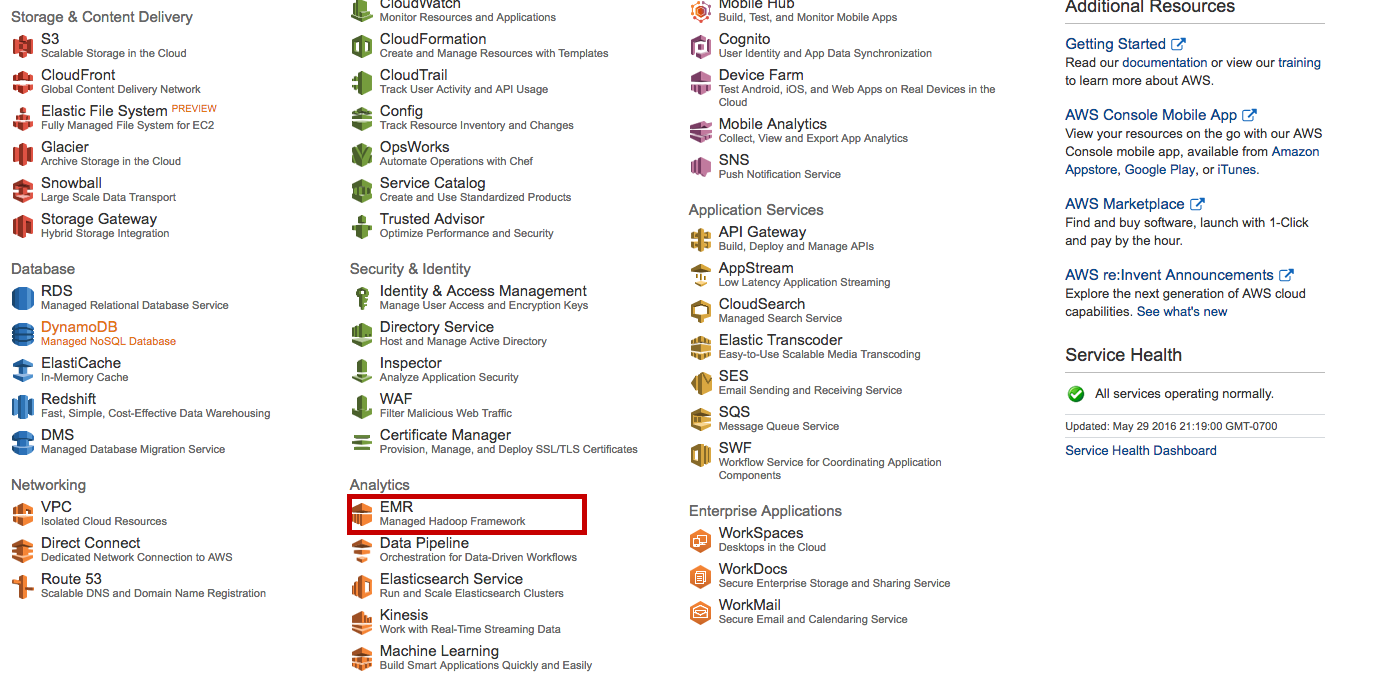 Storage & Content Delivery
S3
Scalable Storage in the Cloud
CloudFront
Global Content Delivery Network
Elastic File System PREVIEW
Fully Managed File System for EC2
Glacier
Archive Storage in the Cloud
Snowball
Large Scale Data Transport
Storage Gateway
Hybrid Storage Integration
Database
RDS
Managed Relational Database Service
DynamoDB
Managed NoSQL Database
ElastiCache
In-Memory Cache
Redshift
Fast, Simple, Cost-Effective Data Warehousing
DMS
Managed Database Migration Service
Networking
VPC
Isolated Cloud Resources
Direct Connect
Dedicated Network Connection to AWS
Route 53
Scalable DNS and Domain Name Registration
CloudWatch
Monitor Resources and Applications
CloudFormation
Create and Manage Resources with Templates
CloudTrail
Track User Activity and API Usage
Config
Track Resource Inventory and Changes
OpsWorks
Automate Operations with Chef
Service Catalog
Create and Use Standardized Products
Trusted Advisor
Optimize Performance and Security
Security & Identity
Identity & Access Management
Manage User Access and Encryption Keys
Directory Service
Host and Manage Active Directory
Inspector
Analyze Application Security
WAF
Filter Malicious Web Traffic
Certificate Manager
Provision, Manage, and Deploy SSL/TLS Certificates
Analytics
EMR
Managed Hadoop Framework
Data Pipeline
Orchestration for Data-Driven Workflows
Elasticsearch Service
Run and Scale Elasticsearch Clusters
Kinesis
Work with Real-Time Streaming Data
Machine Learning
Build Smart Applications Quickly and Easily
Mobile Hub
Build, Test, and Monitor Mobile Apps
Cognito
User Identity and App Data Synchronization
Device Farm
Test Android, iOS, and Web Apps on Real Devices in the
Cloud
Mobile Analytics
Collect, View and Export App Analytics
SNS
Push Notification Service
Application Services
API Gateway
Build, Deploy and Manage APIs
AppStream
Low Latency Application Streaming
CloudSearch
Managed Search Service
Elastic Transcoder
Easy-to-Use Scalable Media Transcoding
SES
Email Sending and Receiving Service
SQS
Message Queue Service
SWF
Workflow Service for Coordinating Application
Components
Enterprise Applications
WorkSpaces
Desktops in the Cloud
WorkDocs
Secure Enterprise Storage and Sharing Service
WorkMail
Secure Email and Calendaring Service
Additional Resources
Getting Started
Read our documentation or view our training
to learn more about AWS.
AWS Console Mobile App
View your resources on the go with our AWS
Console mobile app, available from Amazon
Appstore, Google Play, or iTunes.
AWS Marketplace
Find and buy software, launch with 1-Click
and pay by the hour.
AWS re:Invent Announcements
Explore the next generation of AWS cloud
capabilities. See what's new
Service Health
All services operating normally.
Updated: May 29 2016 21:19:00 GMT-0700
Service Health Dashboard